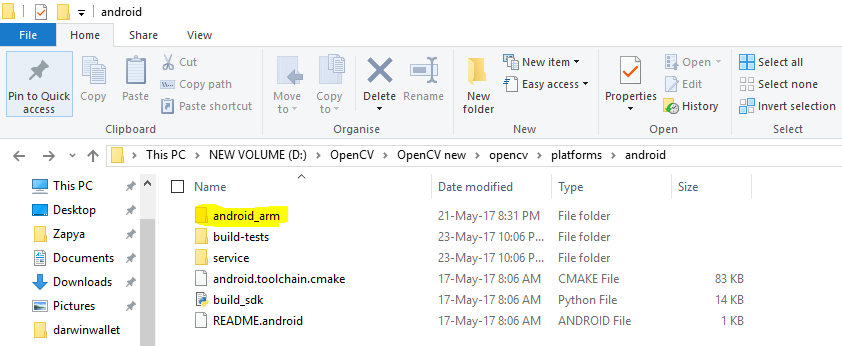 android
File Home Share View
Pin to Quick access
Copy
Paste
Cut
Copy path
Paste shortcut
Clipboard
Move to
Copy to
Delete
Rename
Organise
New folder
New item
Easy access
New
Properties
Open
Edit
History
Open
Select all
Select none
Invert selection
Select
This PC > NEW VOLUME (D:) > OpenCV > OpenCV new > opencv > platforms > android
This PC
Desktop
Zapya
Documents
Downloads
Pictures
darwinwallet
Name Date modified Type Size
android_arm 21-May-17 8:31 PM File folder
build-tests 23-May-17 10:06 P... File folder
service 23-May-17 10:06 P... File folder
android.toolchain.cmake 17-May-17 8:06 AM CMAKE File 83 KB
build_sdk 17-May-17 8:06 AM Python File 14 KB
README.android 17-May-17 8:06 AM ANDROID File 1 KB